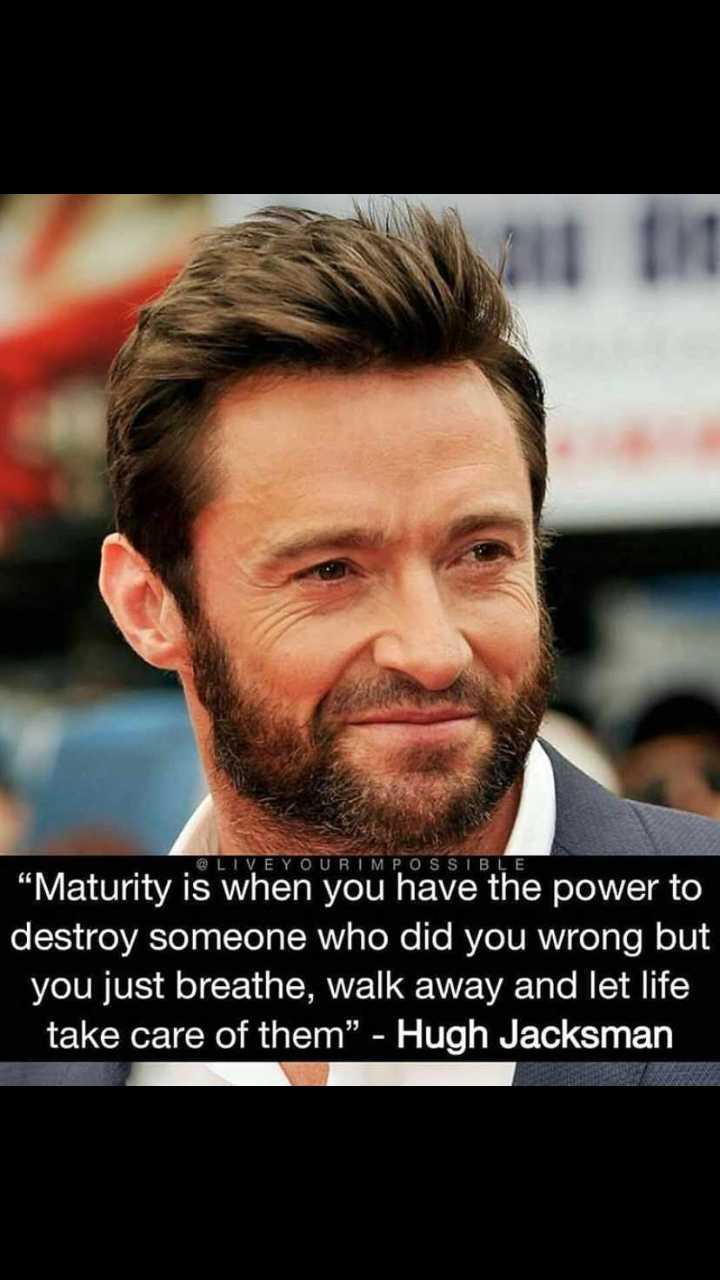 @LIVEYOURIMPOSSIBLE
“Maturity is when you have the power to
destroy someone who did you wrong but
you just breathe, walk away and let life
take care of them” - Hugh Jacksman